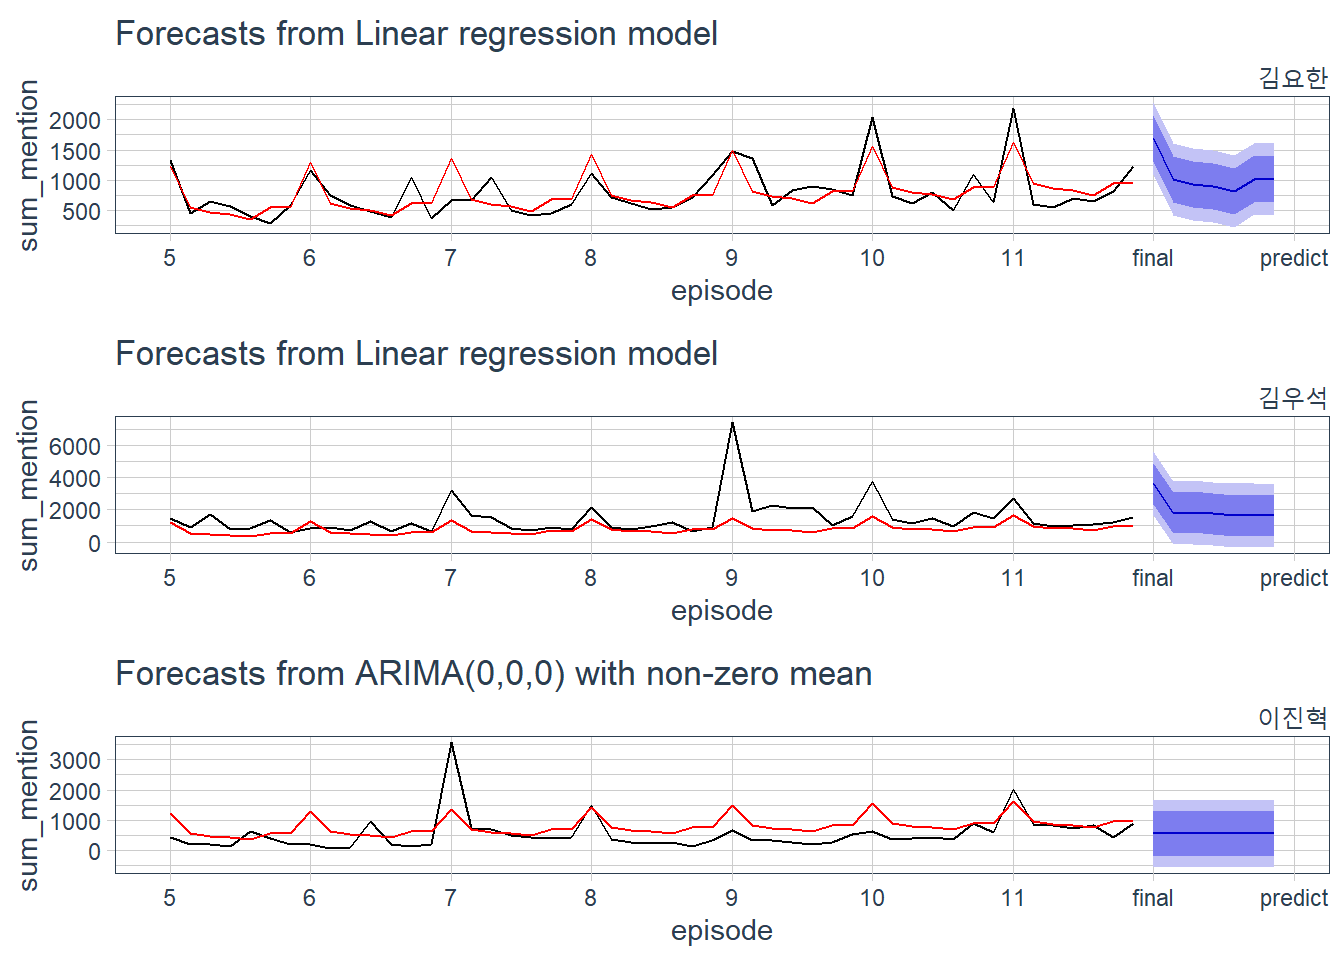 Forecasts from Linear regression model
김요한
sum_mention
2000
1500
1000
500
5 6 7 8 9 10 11 final predict
episode
Forecasts from Linear regression model
김우석
sum_mention
6000
4000
2000
0
5 6 7 8 9 10 11 final predict
episode
Forecasts from ARIMA(0,0,0) with non-zero mean
이진혁
sum_mention
3000
2000
1000
0
5 6 7 8 9 10 11 final predict
episode